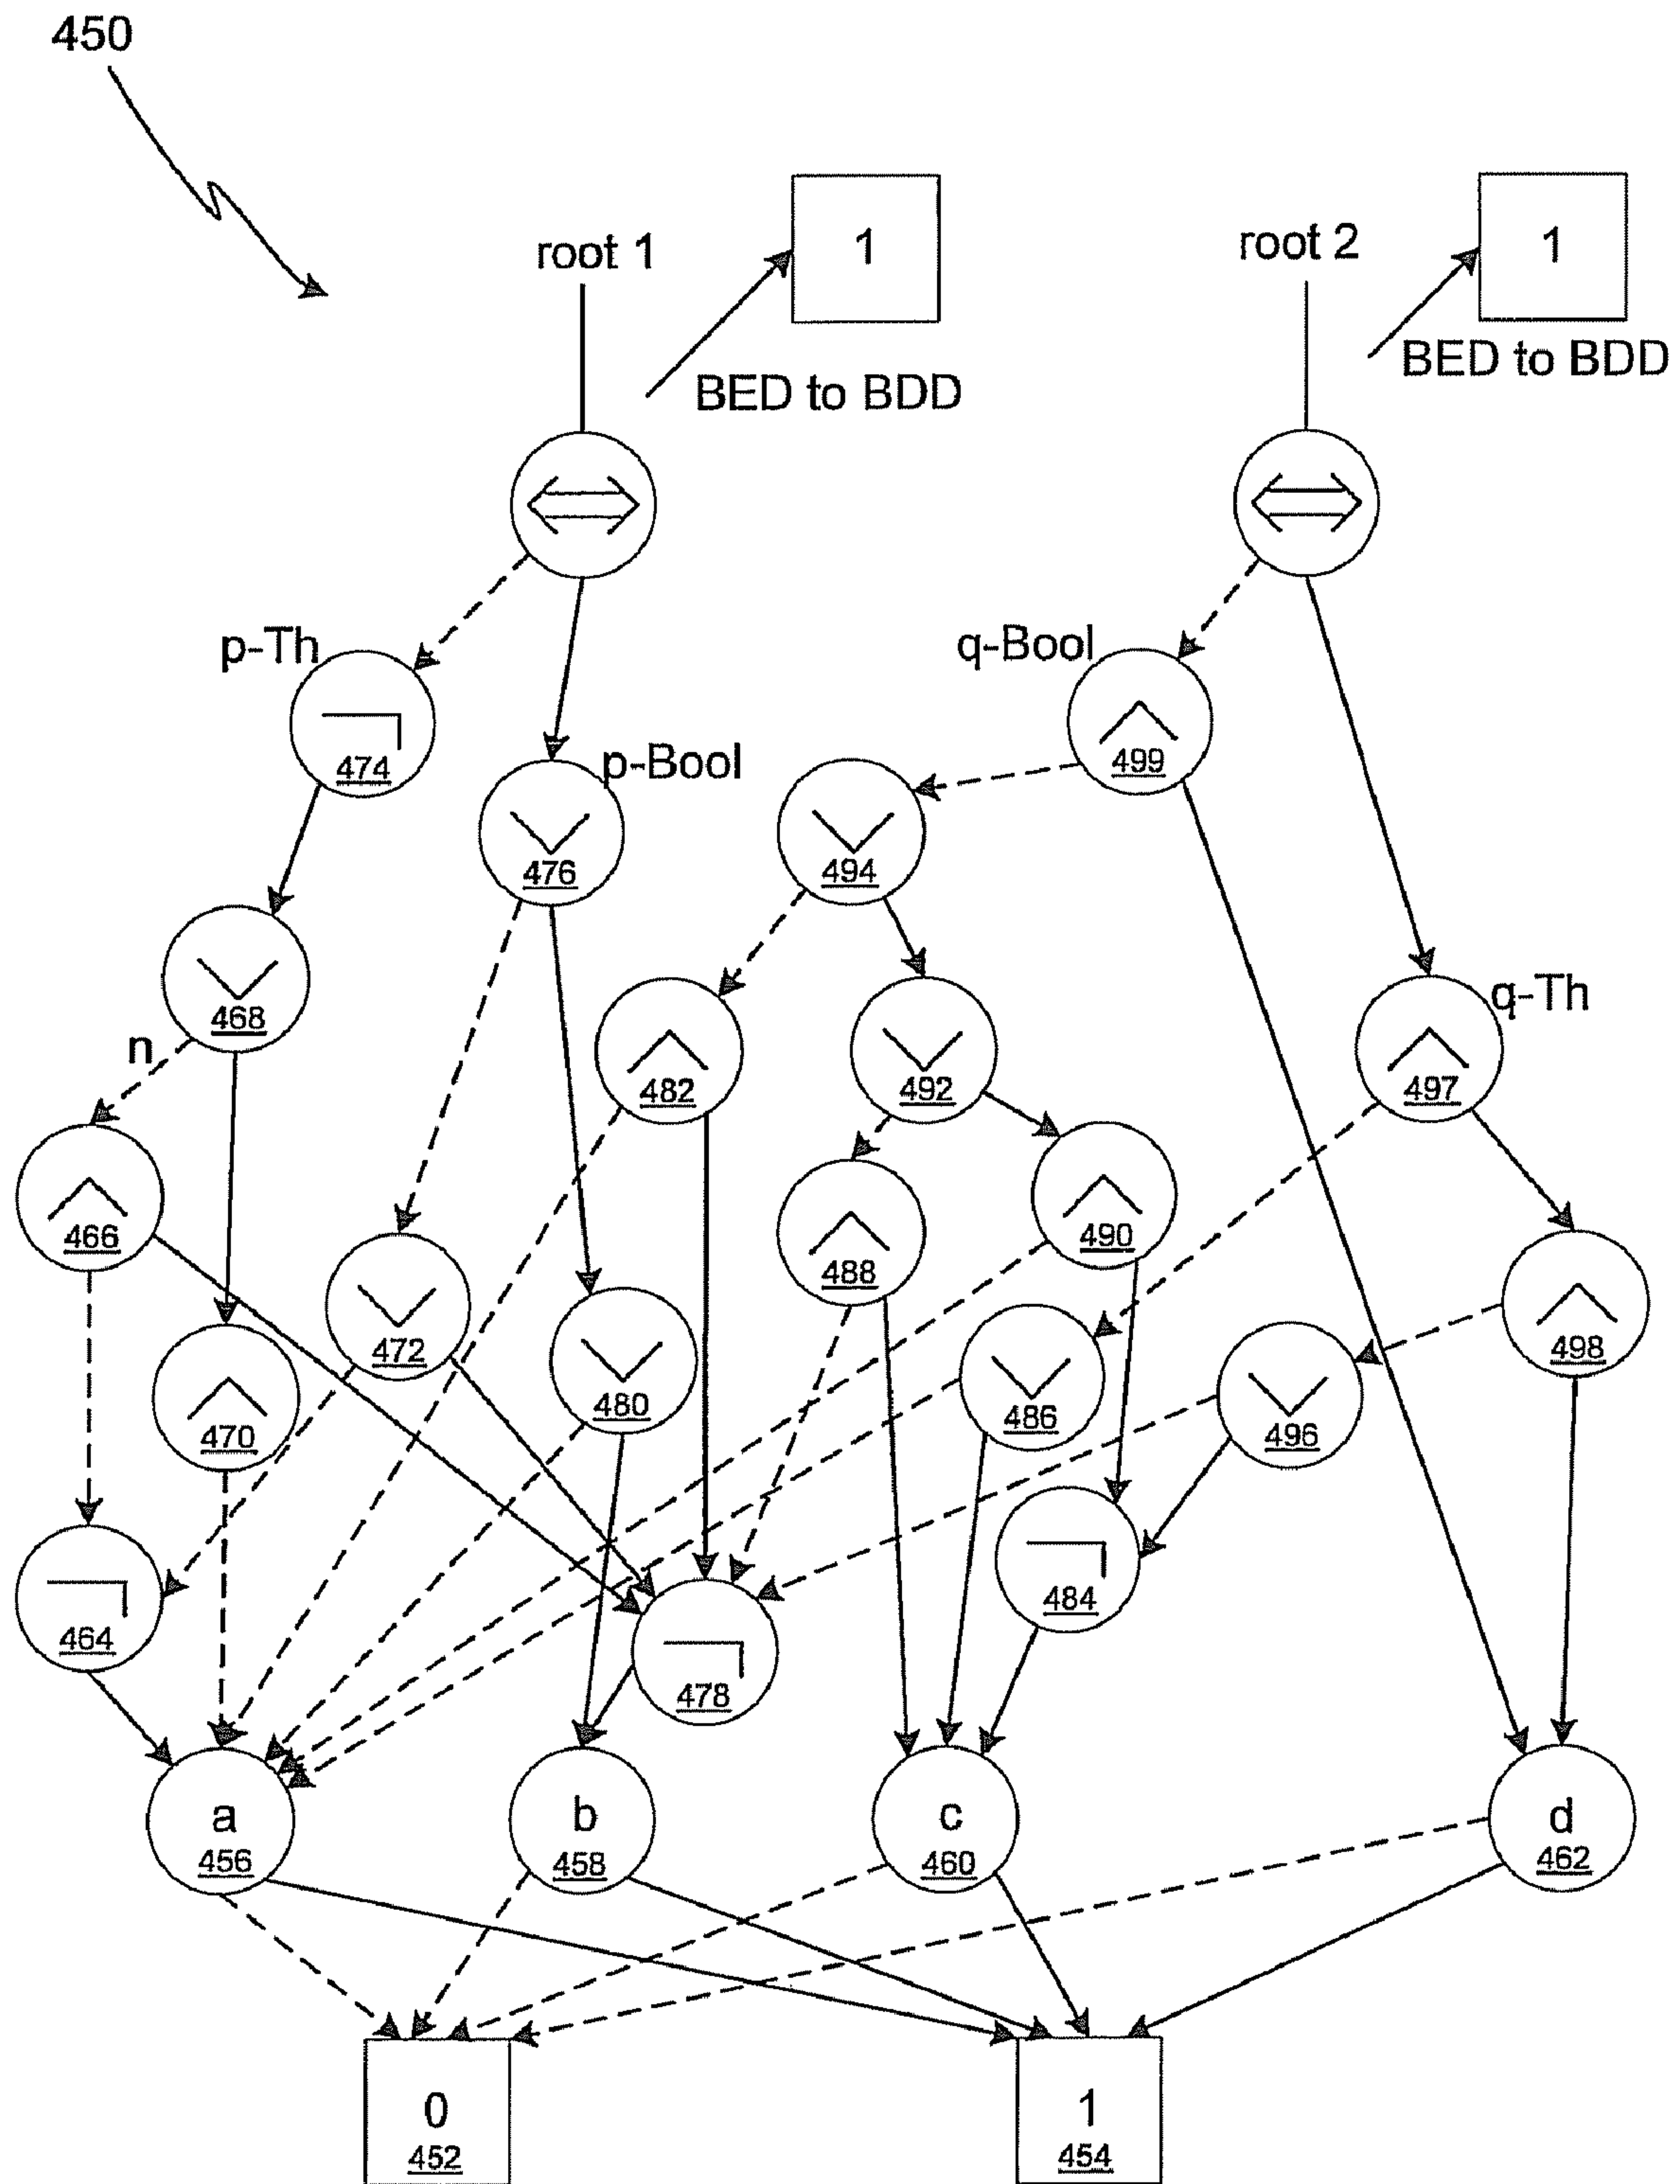 450
1
1
root 1
root 2
BED to BDD
BED to BDD
p-Th
q-Bool
474
p-Bool
499
476
494
468
q-Th
n
482
492
497
466
488
490
472
498
470
480
486
496
464
484
478
a
b
c
d
456
458
460
462
0
1
452
454